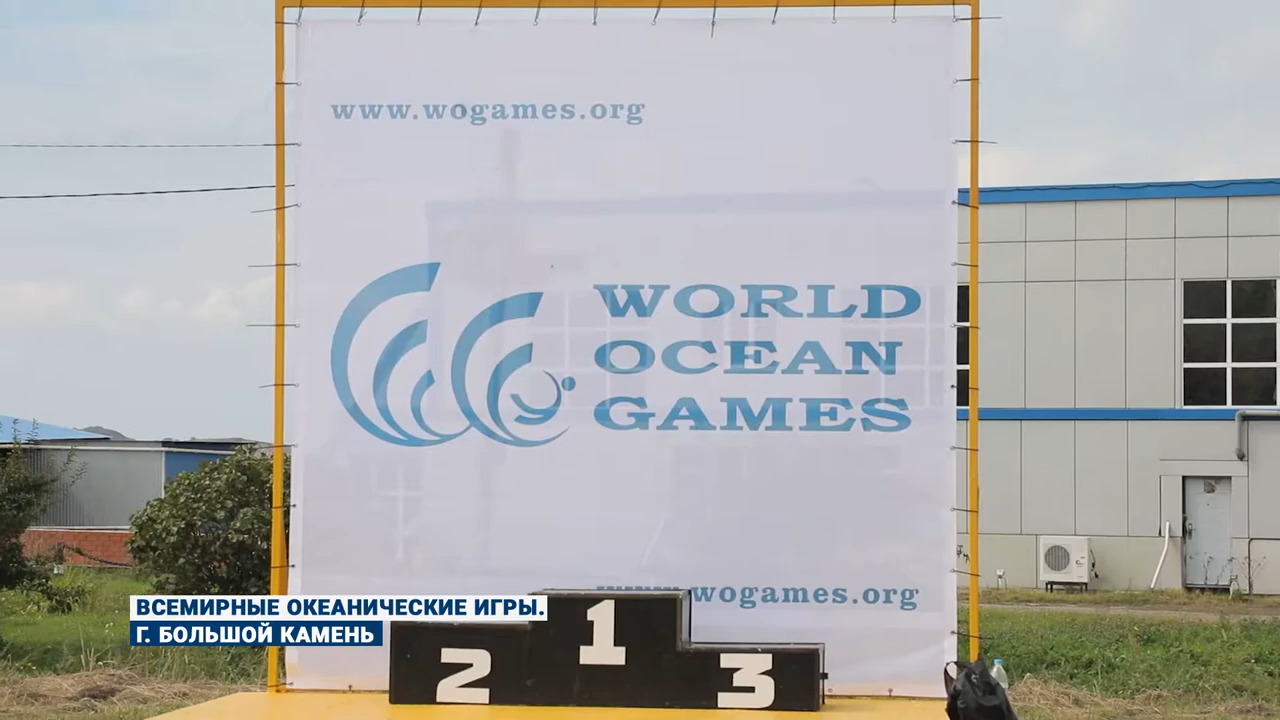 www.wogames.org
WORLD
OCEAN
GAMES
www.wogames.org
ВСЕМИРНЫЕ ОКЕАНИЧЕСКИЕ ИГРЫ.
Г. БОЛЬШОЙ КАМЕНЬ
1
2
3